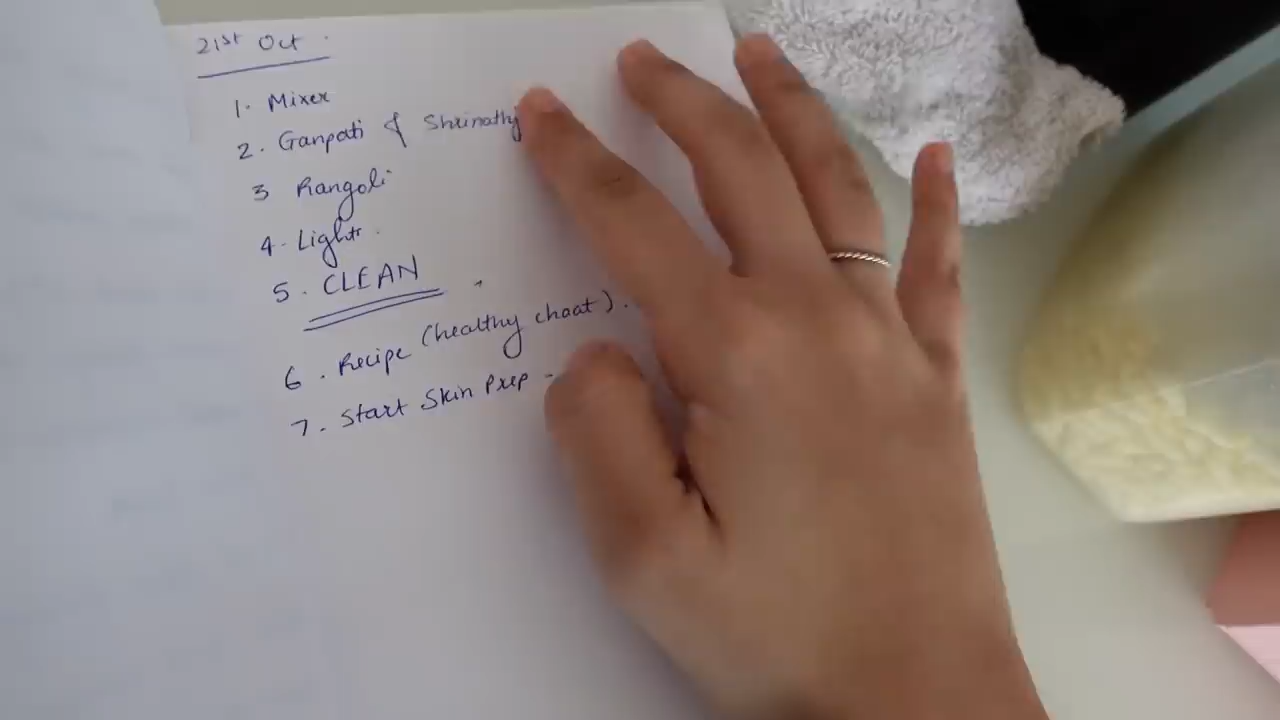 21st Oct.
1. Mixer
2. Ganpati &
3 Rangoli
4. Lights.
5. CLEAN
6. Recipe (healthy chaat).
7. Start Skin Prep -